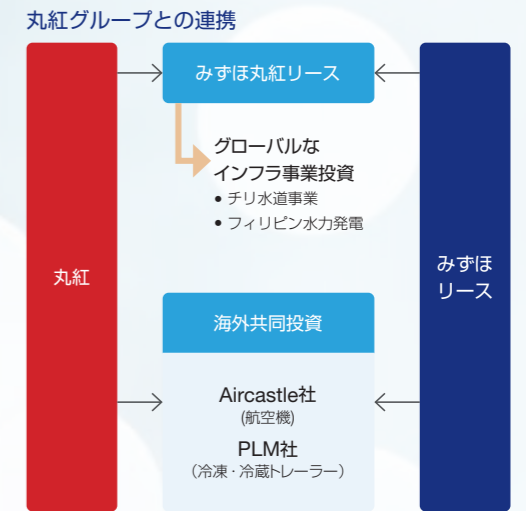 丸紅グループとの連携
みずほ丸紅リース
グローバルな
インフラ事業投資
• チリ水道事業
• フィリピン水力発電
丸紅
みずほ
リース
海外共同投資
Aircastle社
(航空機)
PLM社
（冷凍・冷蔵トレーラー）